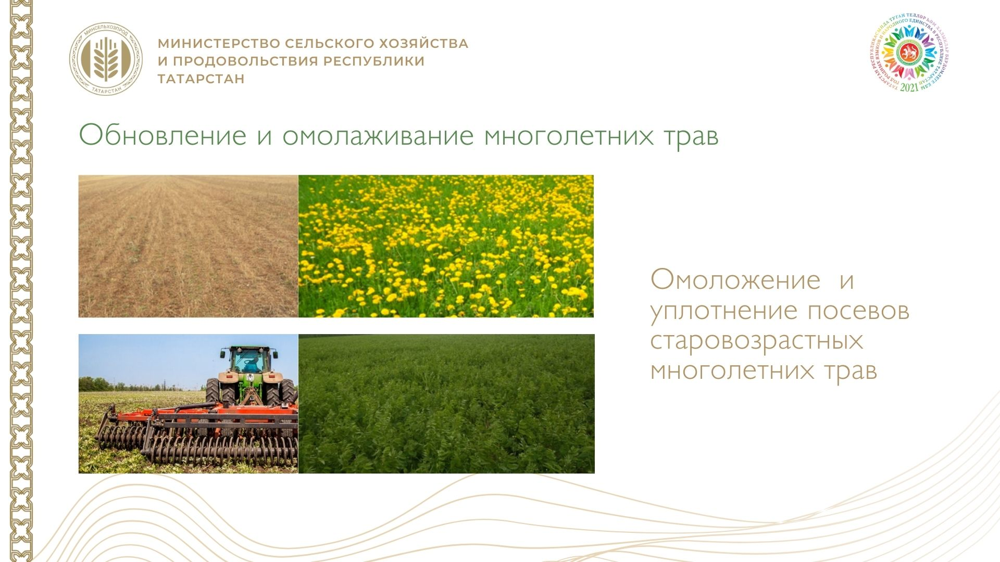 МИНСЕЛЬХОЗПРОД
ТАТАРСТАН
МИНИСТЕРСТВО СЕЛЬСКОГО ХОЗЯЙСТВА
И ПРОДОВОЛЬСТВИЯ РЕСПУБЛИКИ
ТАТАРСТАН
ТАТАРСТАН РЕСПУБЛИКАСЫНДА ТУГАН ТЕЛЛӘР ҺӘМ ХАЛЫКЛАР БЕРДӘМЛЕГЕ ЕЛЫ
ГОД РОДНЫХ ЯЗЫКОВ И НАРОДНОГО ЕДИНСТВА В РЕСПУБЛИКЕ ТАТАРСТАН
2021
Обновление и омолаживание многолетних трав
Омоложение  и
уплотнение посевов
старовозрастных
многолетних трав